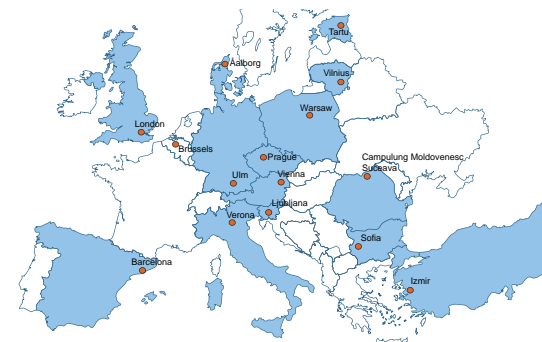 Tartu
Aalborg
Vilnius
Warsaw
London
Brussels
Prague
Campulung Moldovenesc,
Suceava
Ulm
Vienna
Ljubljana
Verona
Sofia
Barcelona
Izmir